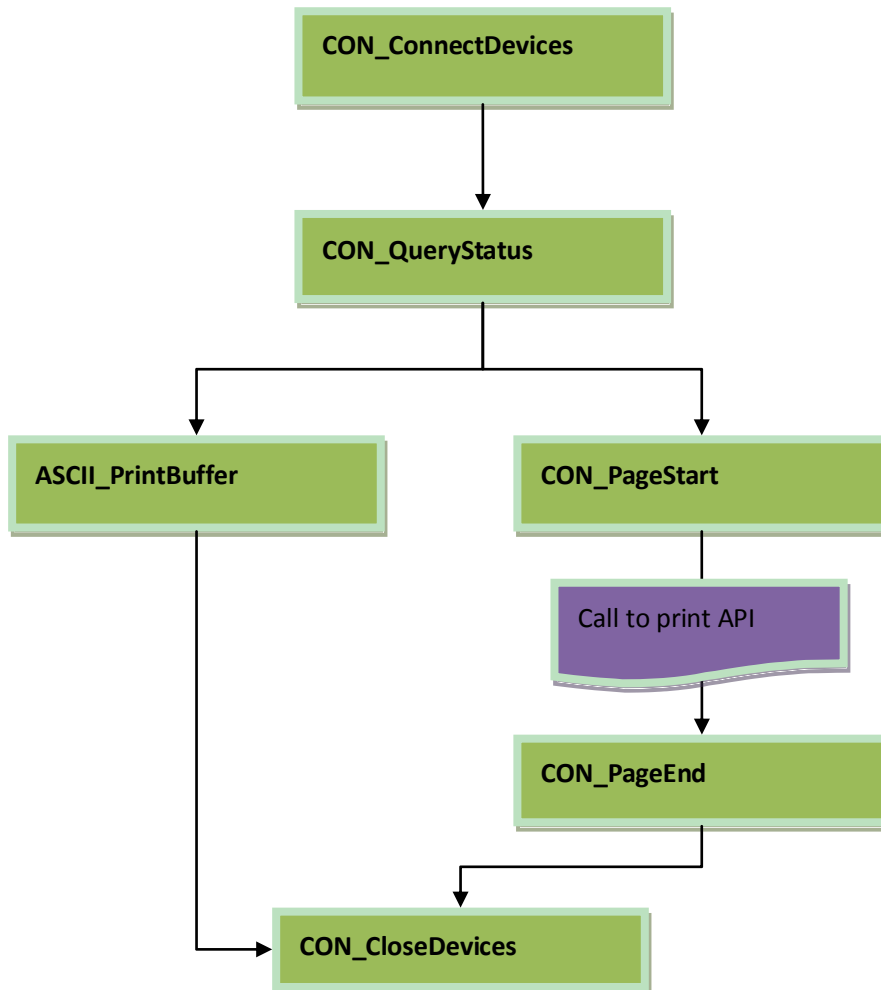 CON_ConnectDevices
CON_QueryStatus
ASCII_PrintBuffer
CON_PageStart
Call to print API
CON_PageEnd
CON_CloseDevices